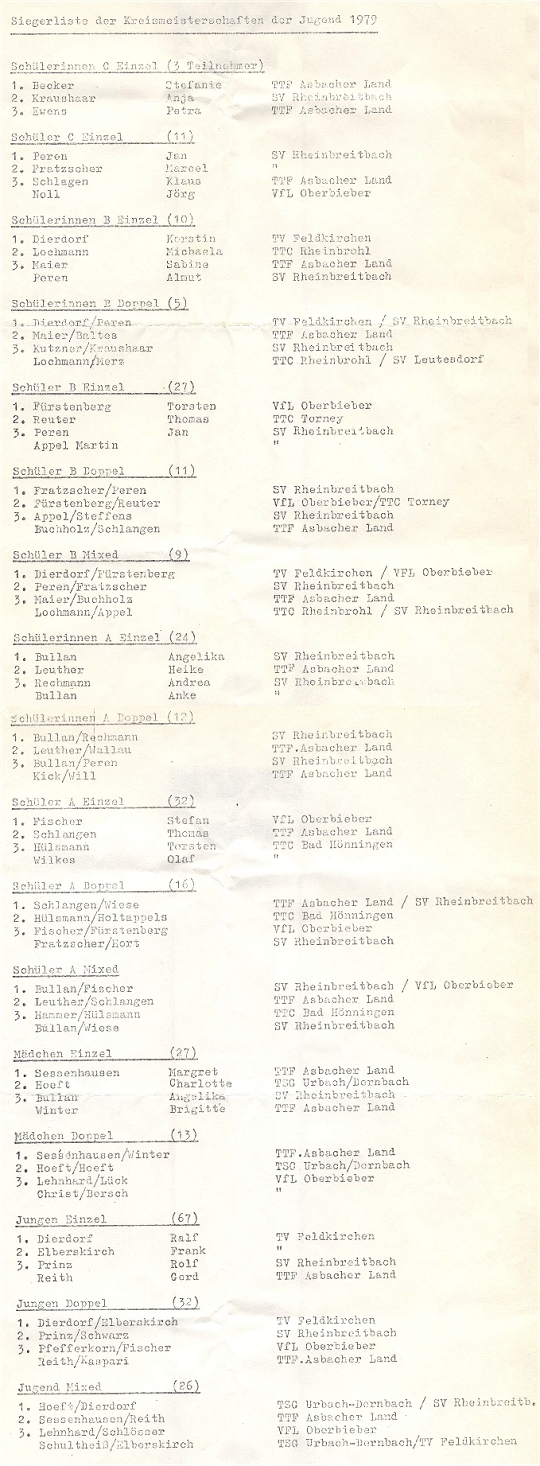 Siegerliste der Kreismeisterschaften der Jugend 1979
Schülerinnen C Einzel (3 Teilnehmer)
1. Becker Stefanie TTF Asbacher Land
2. Kraushaar Anja SV Rheinbreitbach
3. Ewens Petra TTF Asbacher Land
Schüler C Einzel (11)
1. Peren Jan SV Rheinbreitbach
2. Fratzscher Marcel "
3. Schlagen Klaus TTF Asbacher Land
Noll Jörg VfL Oberbieber
Schülerinnen B Einzel (10)
1. Dierdorf Kerstin TV Feldkirchen
2. Lochmann Michaela TTC Rheinbrohl
3. Maier Sabine TTF Asbacher Land
Peren Almut SV Rheinbreitbach
Schülerinnen B Doppel (5)
1. Dierdorf/Peren TV Feldkirchen / SV Rheinbreitbach
2. Maier/Baltes TTF Asbacher Land
3. Kutzner/Kraushaar SV Rheinbreitbach
Lochmann/Merz TTC Rheinbrohl / SV Leutesdorf
Schüler B Einzel (27)
1. Fürstenberg Torsten VfL Oberbieber
2. Reuter Thomas TTC Torney
3. Peren Jan SV Rheinbreitbach
Appel Martin "
Schüler B Doppel (11)
1. Fratzscher/Peren SV Rheinbreitbach
2. Fürstenberg/Reuter VfL Oberbieber/TTC Torney
3. Appel/Steffens SV Rheinbreitbach
Buchholz/Schlangen TTF Asbacher Land
Schüler B Mixed (9)
1. Dierdorf/Fürstenberg TV Feldkirchen / VFL Oberbieber
2. Peren/Fratzscher SV Rheinbreitbach
3. Maier/Buchholz TTF Asbacher Land
Lochmann/Appel TTC Rheinbrohl / SV Rheinbreitbach
Schülerinnen A Einzel (24)
1. Bullan Angelika SV Rheinbreitbach
2. Leuther Heike TTF Asbacher Land
3. Rechmann Andrea SV Rheinbreitbach
Bullan Anke "
Schülerinnen A Doppel (12)
1. Bullan/Rechmann SV Rheinbreitbach
2. Leuther/Wallau TTF.Asbacher Land
3. Bullan/Peren SV Rheinbreitbach
Kick/Will TTF Asbacher Land
Schüler A Einzel (32)
1. Fischer Stefan VfL Oberbieber
2. Schlangen Thomas TTF Asbacher Land
3. Hülsmann Torsten TTC Bad Hönningen
Wilkes Olaf "
Schüler A Doppel (16)
1. Schlangen/Wiese TTF Asbacher Land / SV Rheinbreitbach
2. Hülsmann/Holtappels TTC Bad Hönningen
3. Fischer/Fürstenberg VfL Oberbieber
Fratzscher/Hort SV Rheinbreitbach
Schüler A Mixed
1. Bullan/Fischer SV Rheinbreitbach / VfL Oberbieber
2. Leuther/Schlangen TTF Asbacher Land
3. Hammer/Hülsmann TTC Bad Hönningen
Bullan/Wiese SV Rheinbreitbach
Mädchen Einzel (27)
1. Sessenhausen Margret TTF Asbacher Land
2. Hoeft Charlotte TSG Urbach/Dernbach
3. Bullan Angelika SV Rheinbreitbach
Winter Brigitte TTF Asbacher Land
Mädchen Doppel (13)
1. Sessenhausen/Winter TTF.Asbacher Land
2. Hoeft/Hoeft TSG Urbach/Dernbach
3. Lehnhard/Lück VfL Oberbieber
Christ/Bersch "
Jungen Einzel (67)
1. Dierdorf Ralf TV Feldkirchen
2. Elberskirch Frank "
3. Prinz Rolf SV Rheinbreitbach
Reith Gerd TTF Asbacher Land
Jungen Doppel (32)
1. Dierdorf/Elberskirch TV Feldkirchen
2. Prinz/Schwarz SV Rheinbreitbach
3. Pfefferkorn/Fischer VfL Oberbieber
Reith/Kaspari TTF.Asbacher Land
Jugend Mixed (26)
1. Hoeft/Dierdorf TSG Urbach-Dernbach / SV Rheinbreitb.
2. Sessenhausen/Reith TTF Asbacher Land
3. Lehnhard/Schlösser VFL Oberbieber
Schultheiß/Elberskirch TSG Urbach-Dernbach/TV Feldkirchen